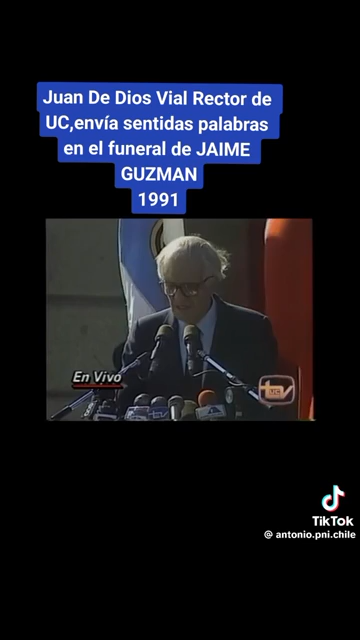 Juan De Dios Vial Rector de
UC,envía sentidas palabras
en el funeral de JAIME
GUZMAN
1991
En Vivo
UC tv
TikTok
@ antonio.pni.chile